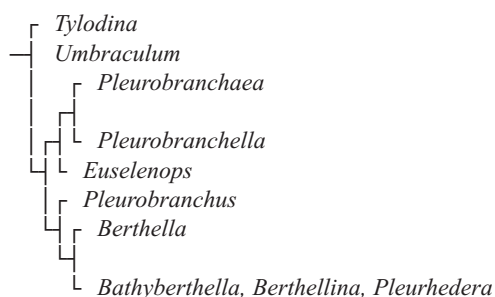 Tylodina
Umbraculum
Pleurobranchaea
Pleurobranchella
Euselenops
Pleurobranchus
Berthella
Bathyberthella, Berthellina, Pleurhedera